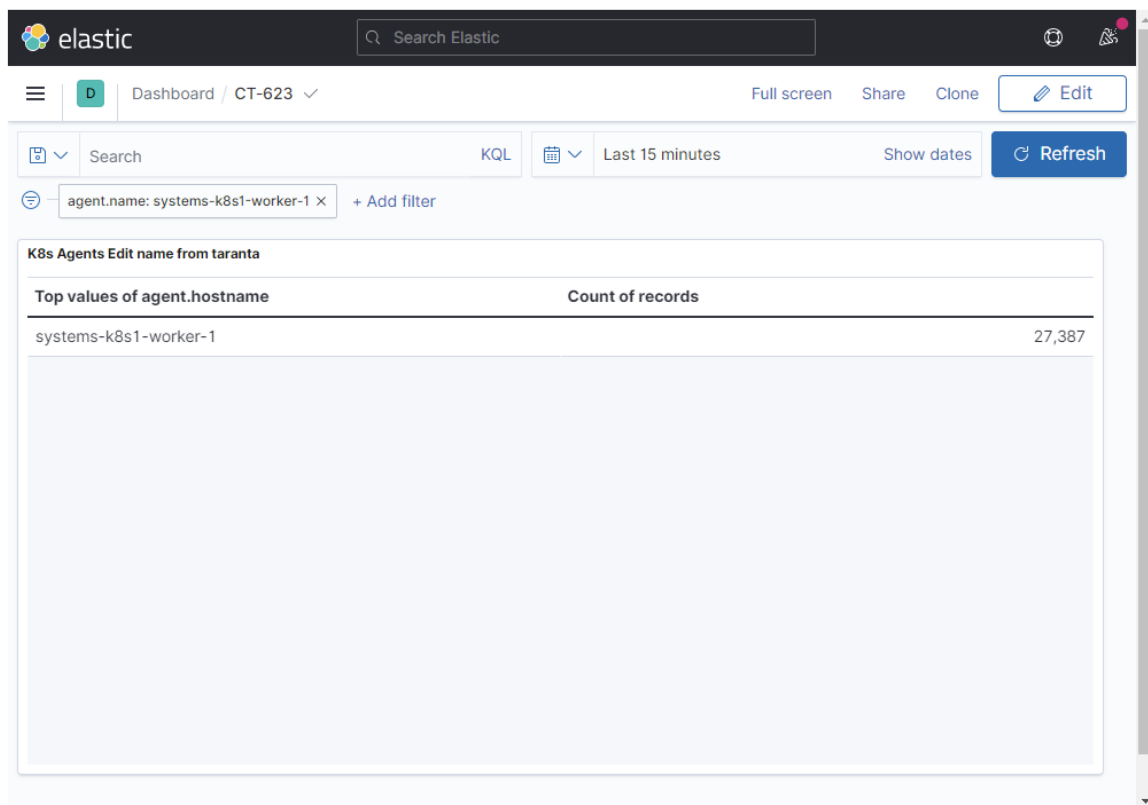 elastic
Search Elastic
D
Dashboard / CT-623
Full screen
Share
Clone
Edit
Search
KQL
Last 15 minutes
Show dates
Refresh
agent.name: systems-k8s1-worker-1 ×
+ Add filter
K8s Agents Edit name from taranta
Top values of agent.hostname
Count of records
systems-k8s1-worker-1
27,387